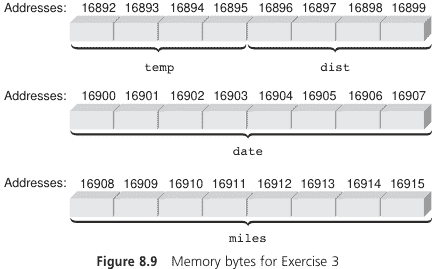 Addresses: 16892 16893 16894 16895 16896 16897 16898 16899
temp dist
Addresses: 16900 16901 16902 16903 16904 16905 16906 16907
date
Addresses: 16908 16909 16910 16911 16912 16913 16914 16915
miles
Figure 8.9 Memory bytes for Exercise 3